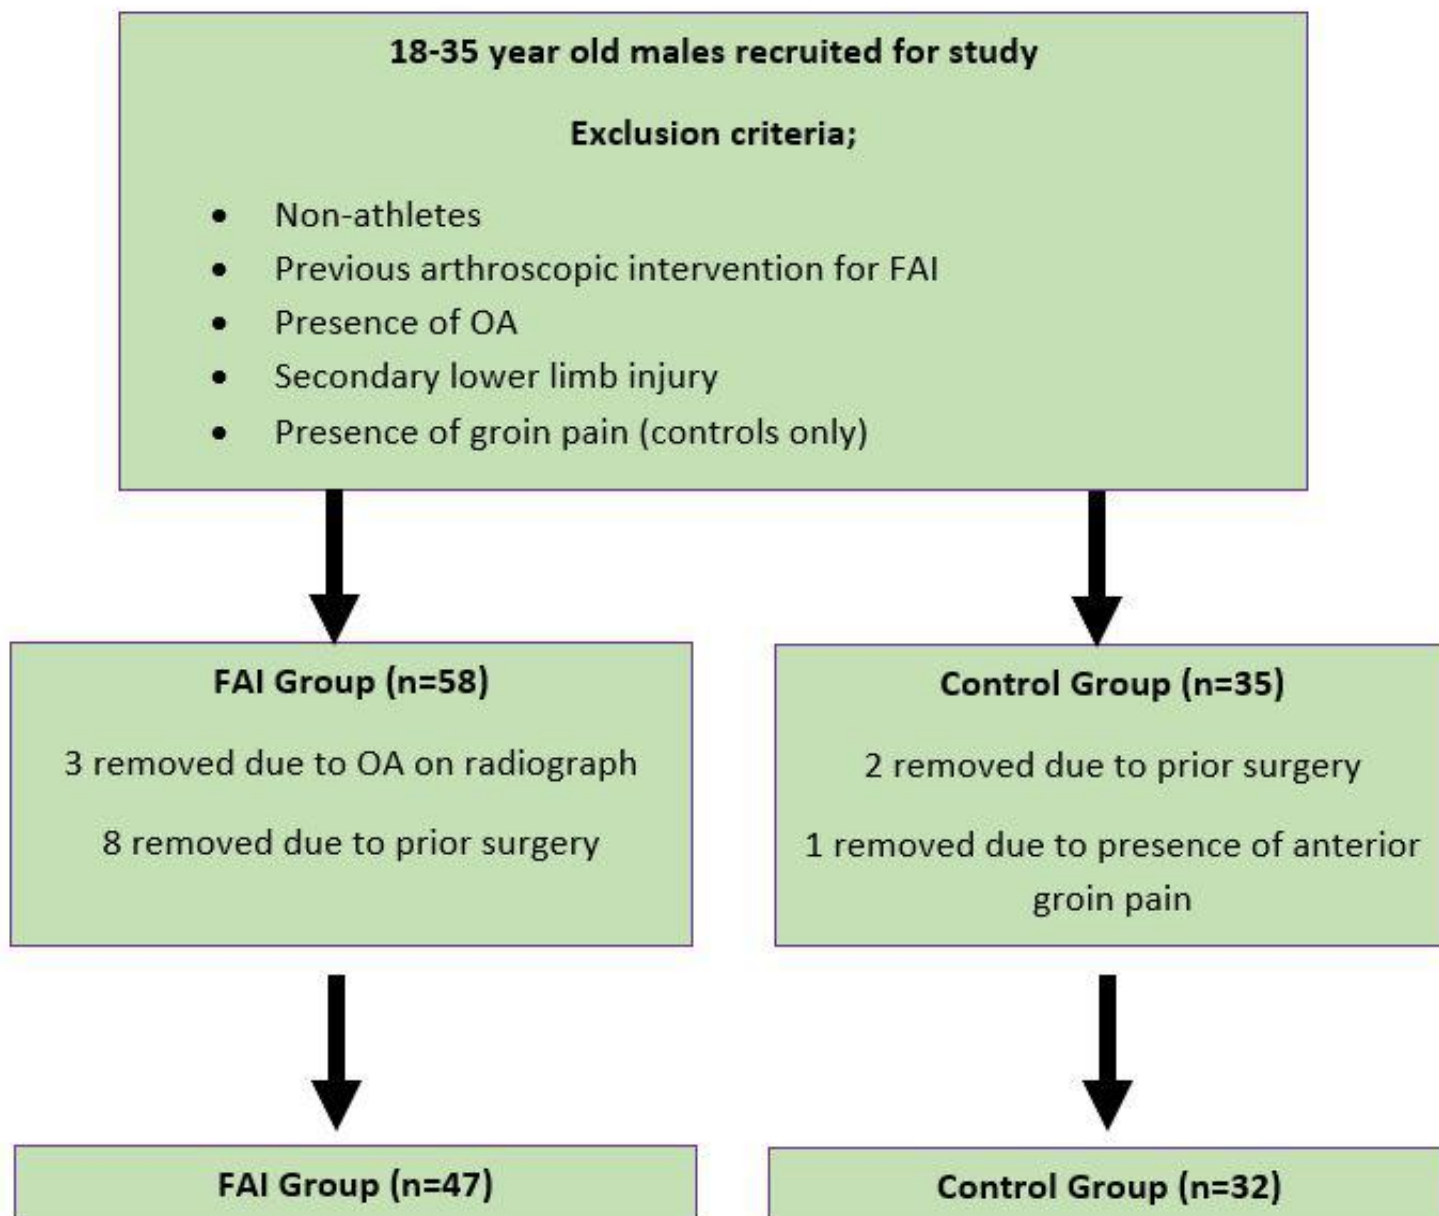 18-35 year old males recruited for study
Exclusion criteria;
• Non-athletes
• Previous arthroscopic intervention for FAI
• Presence of OA
• Secondary lower limb injury
• Presence of groin pain (controls only)
FAI Group (n=58)
3 removed due to OA on radiograph
8 removed due to prior surgery
Control Group (n=35)
2 removed due to prior surgery
1 removed due to presence of anterior
groin pain
FAI Group (n=47)
Control Group (n=32)